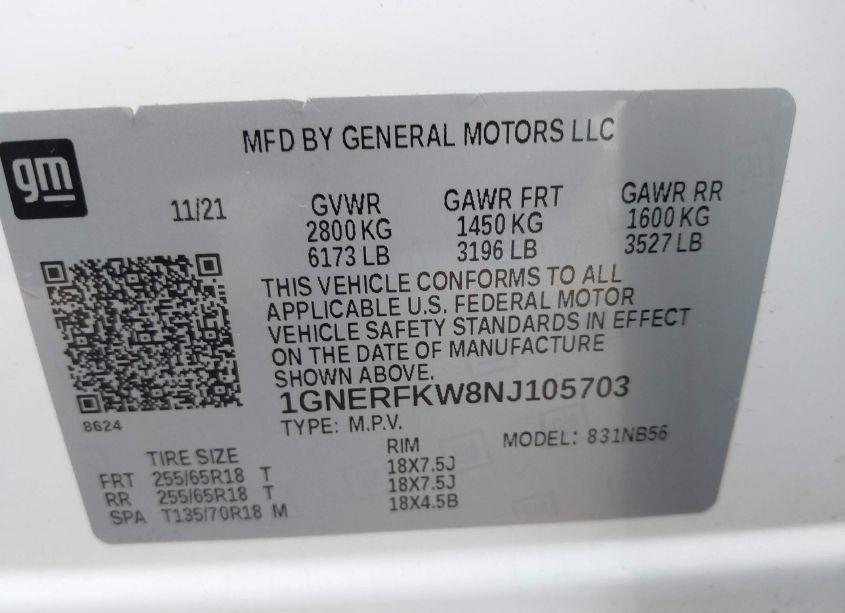 MFD BY GENERAL MOTORS LLC
gm
11/21
GVWR
2800 KG
6173 LB
GAWR FRT
1450 KG
3196 LB
GAWR RR
1600 KG
3527 LB
THIS VEHICLE CONFORMS TO ALL
APPLICABLE U.S. FEDERAL MOTOR
VEHICLE SAFETY STANDARDS IN EFFECT
ON THE DATE OF MANUFACTURE
SHOWN ABOVE.
1GNERFKW8NJ105703
8624
TYPE: M.P.V.
MODEL: 831NB56
TIRE SIZE RIM
FRT 255/65R18 T 18X7.5J
RR 255/65R18 T 18X7.5J
SPA T135/70R18 M 18X4.5B